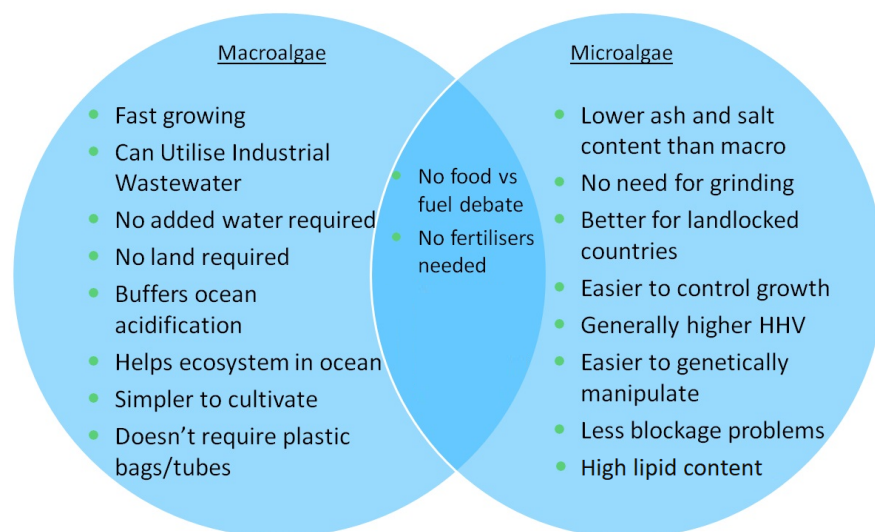 Macroalgae
Fast growing
Can Utilise Industrial
Wastewater
No added water required
No land required
Buffers ocean
acidification
Helps ecosystem in ocean
Simpler to cultivate
Doesn't require plastic
bags/tubes
No food vs
fuel debate
No fertilisers
needed
Microalgae
Lower ash and salt
content than macro
No need for grinding
Better for landlocked
countries
Easier to control growth
Generally higher HHV
Easier to genetically
manipulate
Less blockage problems
High lipid content